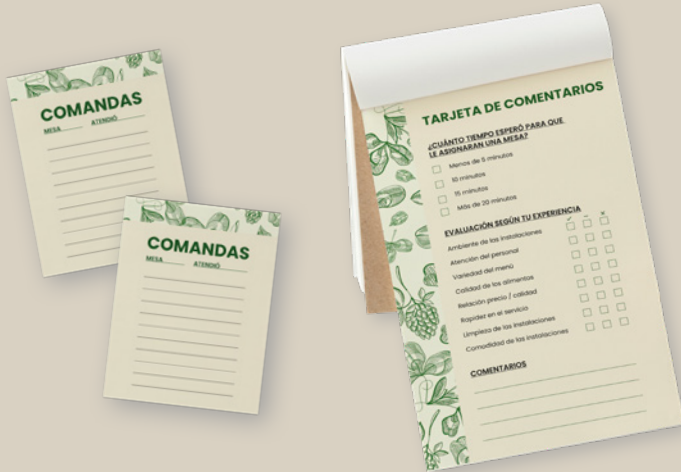 COMANDAS
MESA ATENDIÓ
COMANDAS
MESA ATENDIÓ
TARJETA DE COMENTARIOS
¿CUÁNTO TIEMPO ESPERÓ PARA QUE
LE ASIGNARAN UNA MESA?
Menos de 5 minutos
10 minutos
15 minutos
Más de 20 minutos
EVALUACIÓN SEGÚN TU EXPERIENCIA
Ambiente de las instalaciones
Atención del personal
Variedad del menú
Calidad de los alimentos
Relación precio / calidad
Rapidez en el servicio
Limpieza de las instalaciones
Comodidad de las instalaciones
COMENTARIOS